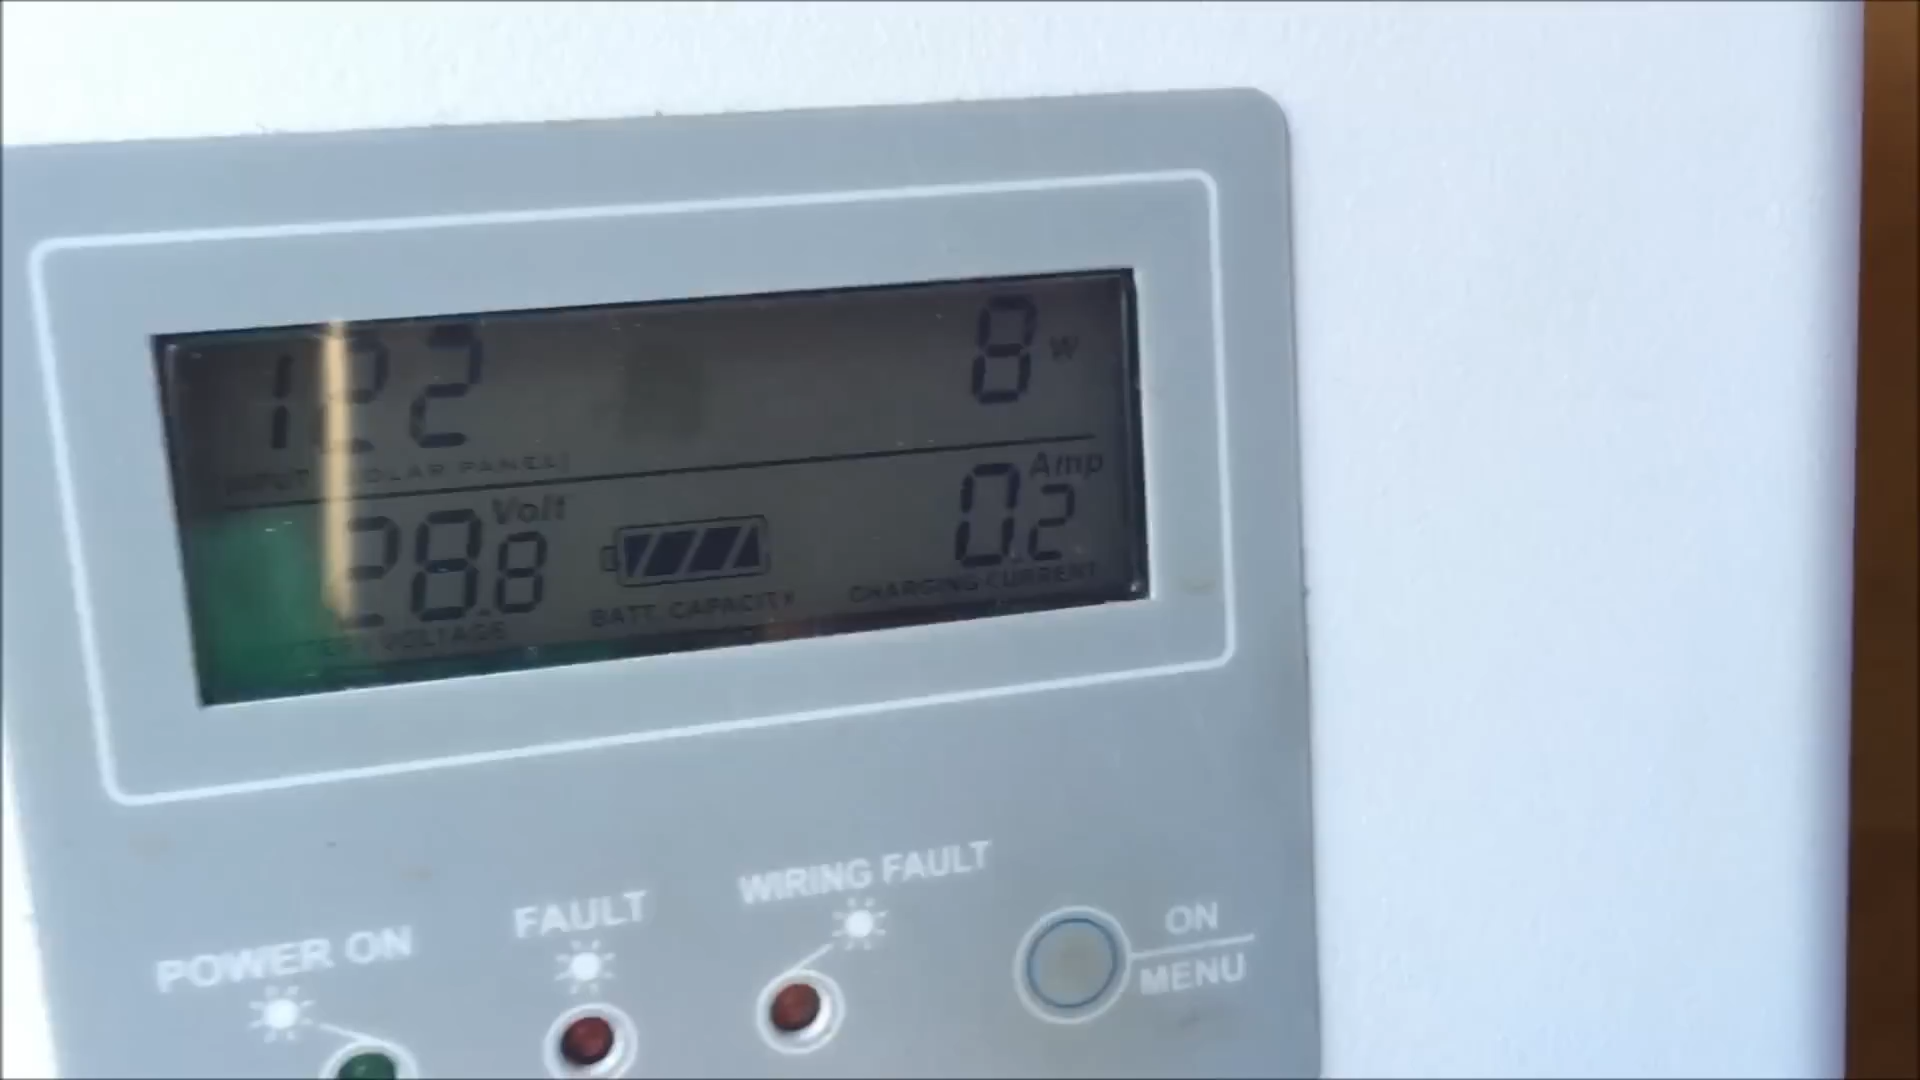 122 8 W
INPUT SOLAR PANEL
28.8 Volt 0.2 Amp
VOLTAGE BATT. CAPACITY CHARGING CURRENT
WIRING FAULT
FAULT
POWER ON
ON
MENU